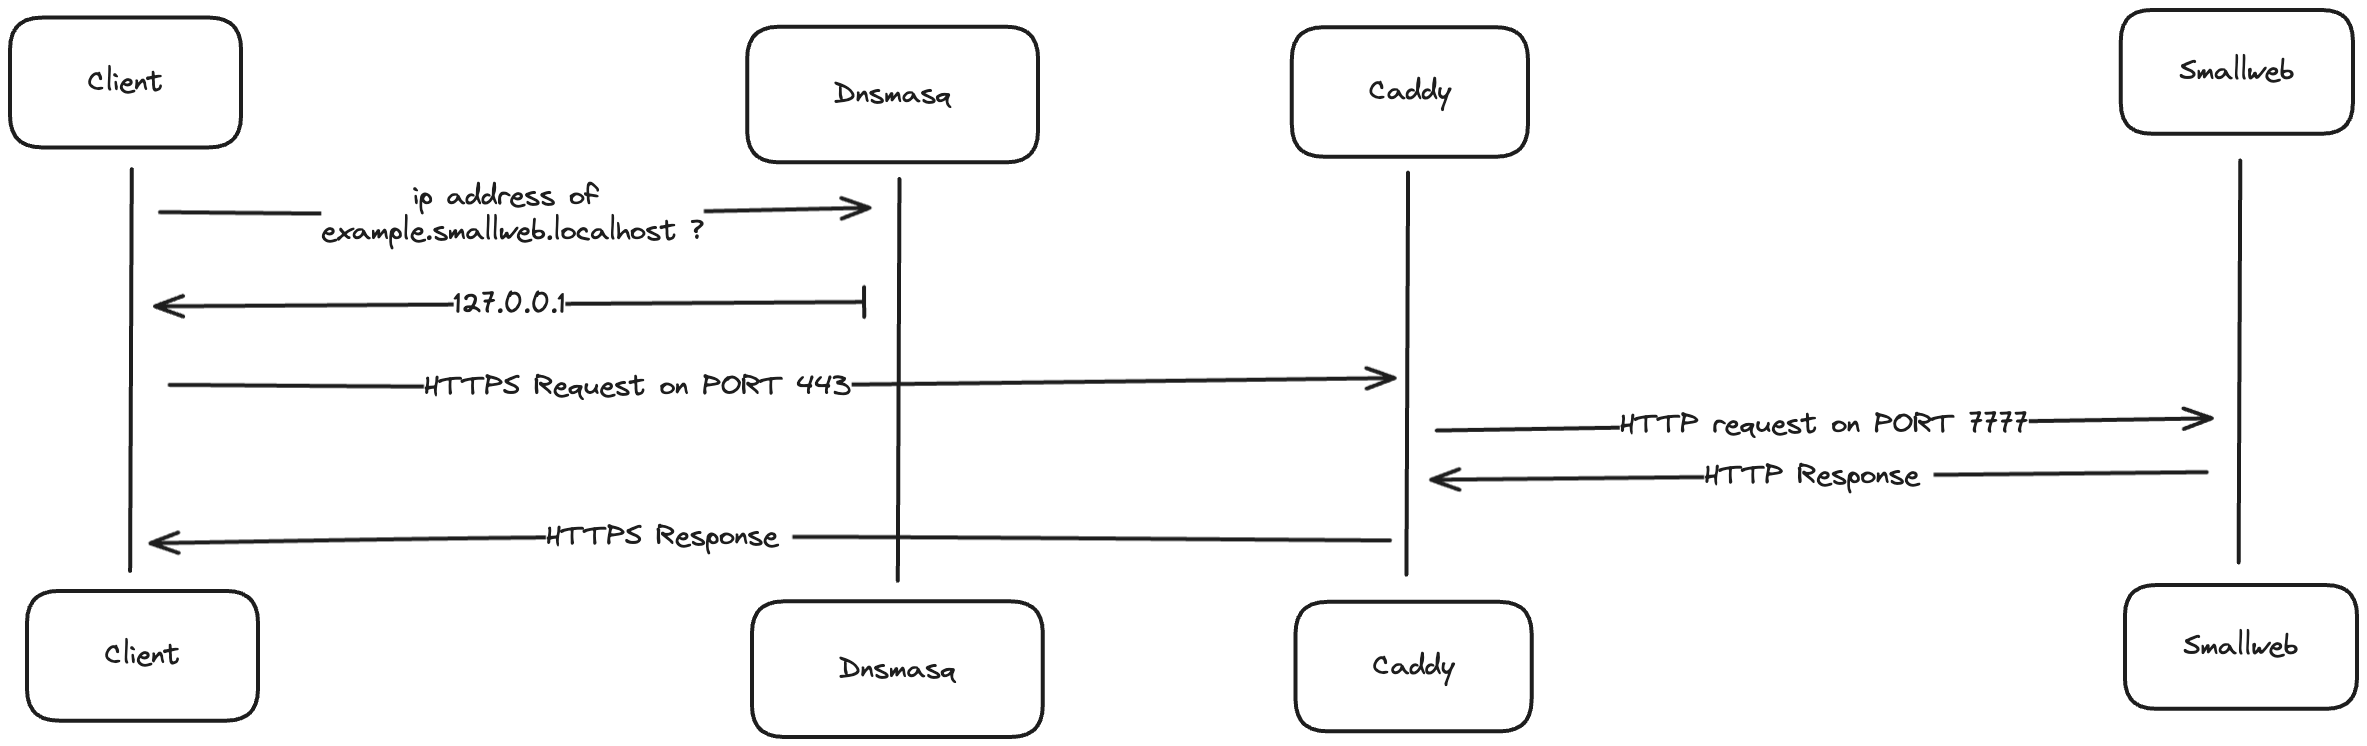 Client
Dnsmasq
Caddy
Smallweb
ip address of
example.smallweb.localhost ?
127.0.0.1
HTTPS Request on PORT 443
HTTP request on PORT 7777
HTTP Response
HTTPS Response
Client
Dnsmasq
Caddy
Smallweb